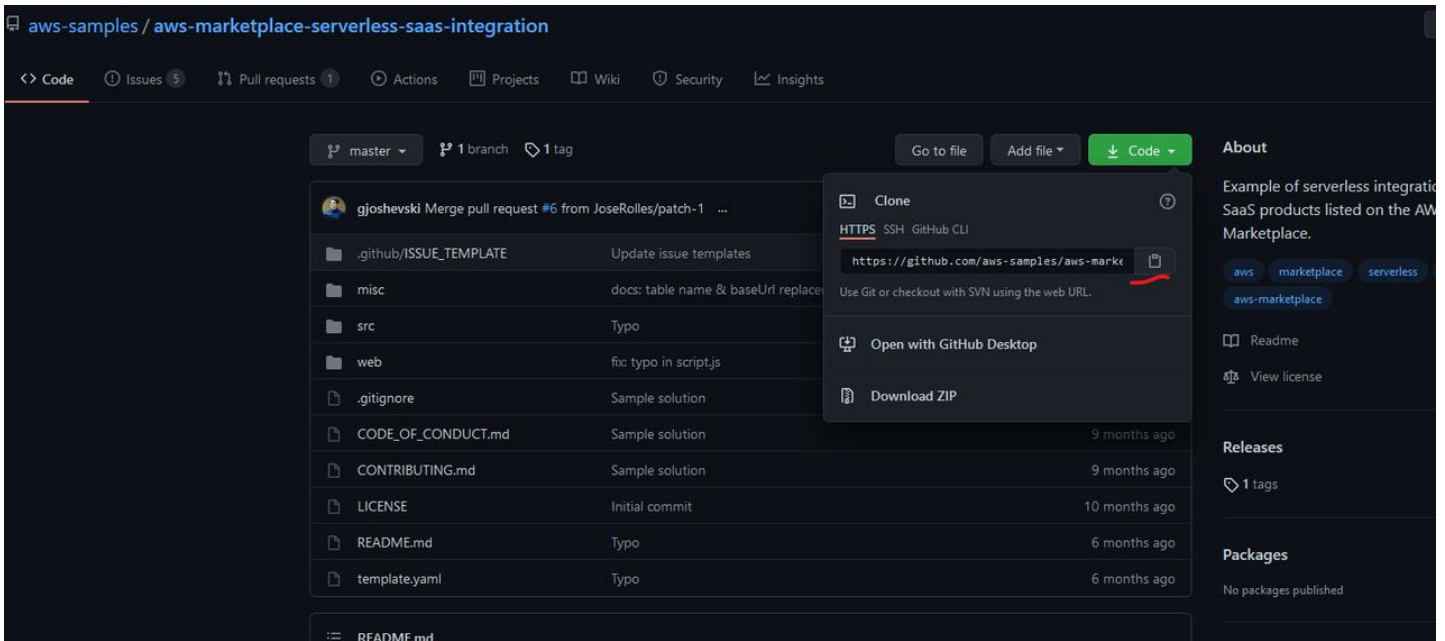 aws-samples / aws-marketplace-serverless-saas-integration
<> Code Issues 5 Pull requests 1 Actions Projects Wiki Security Insights
master 1 branch 1 tag Go to file Add file Code
gjoshevski Merge pull request #6 from JoseRolles/patch-1 ...
.github/ISSUE_TEMPLATE Update issue templates
misc docs: table name & baseUrl
src Typo
web fix: typo in script.js
.gitignore Sample solution
CODE_OF_CONDUCT.md Sample solution 9 months ago
CONTRIBUTING.md Sample solution 9 months ago
LICENSE Initial commit 10 months ago
README.md Typo 6 months ago
template.yaml Typo 6 months ago
README.md
Clone
HTTPS SSH GitHub CLI
https://github.com/aws-samples/aws-marke
Use Git or checkout with SVN using the web URL.
Open with GitHub Desktop
Download ZIP
About
Example of serverless
SaaS products listed on the
Marketplace.
aws marketplace serverless
aws-marketplace
Readme
View license
Releases
1 tags
Packages
No packages published